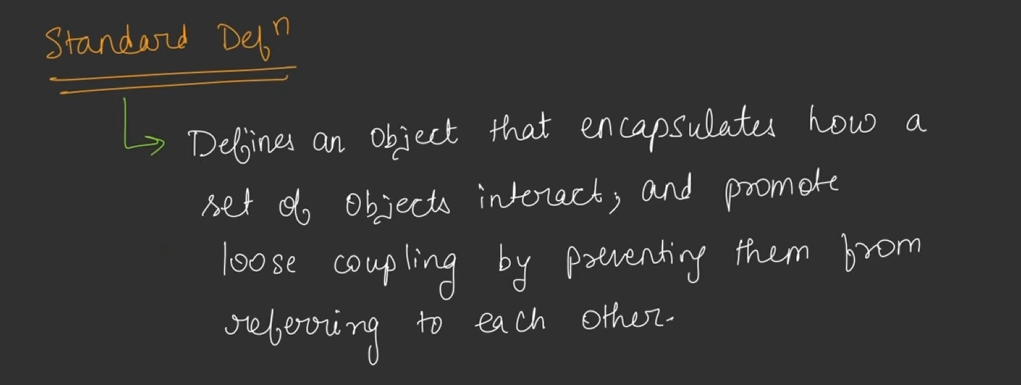 Standard Defⁿ
Defines an Object that encapsulates how a
set of Objects interact, and promote
loose coupling by preventing them from
referring to each other.